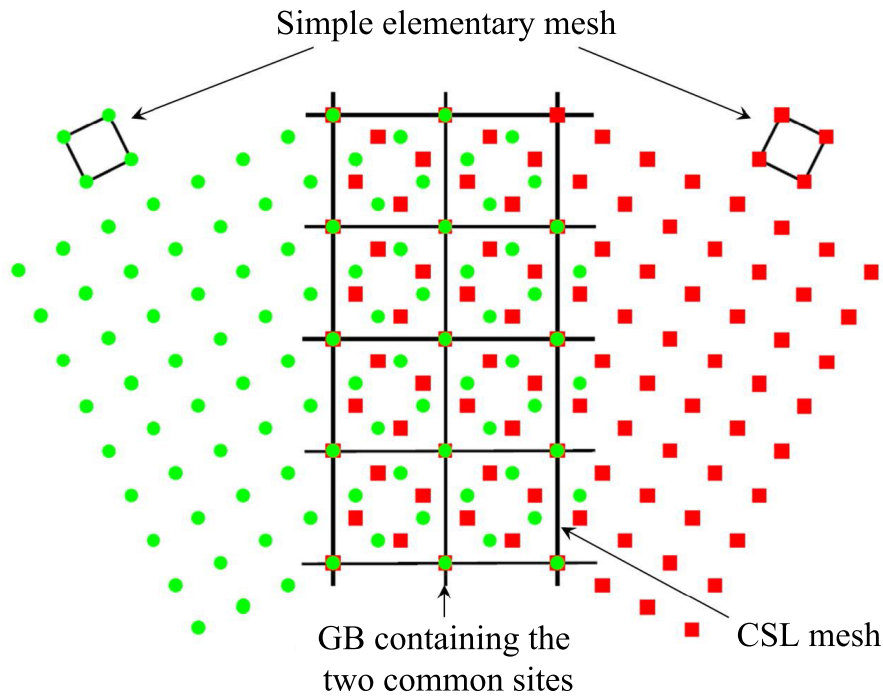 Simple elementary mesh
GB containing the
two common sites
CSL mesh